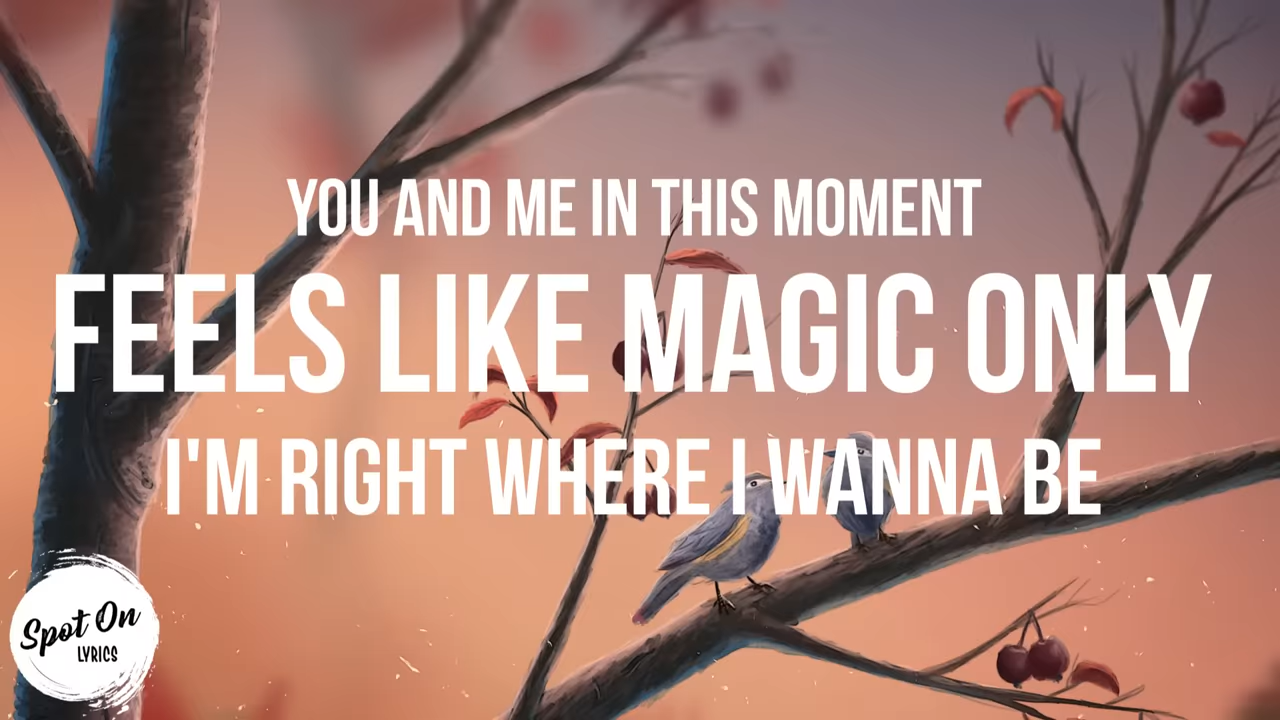 YOU AND ME IN THIS MOMENT
FEELS LIKE MAGIC ONLY
I'M RIGHT WHERE I WANNA BE
Spot On
LYRICS